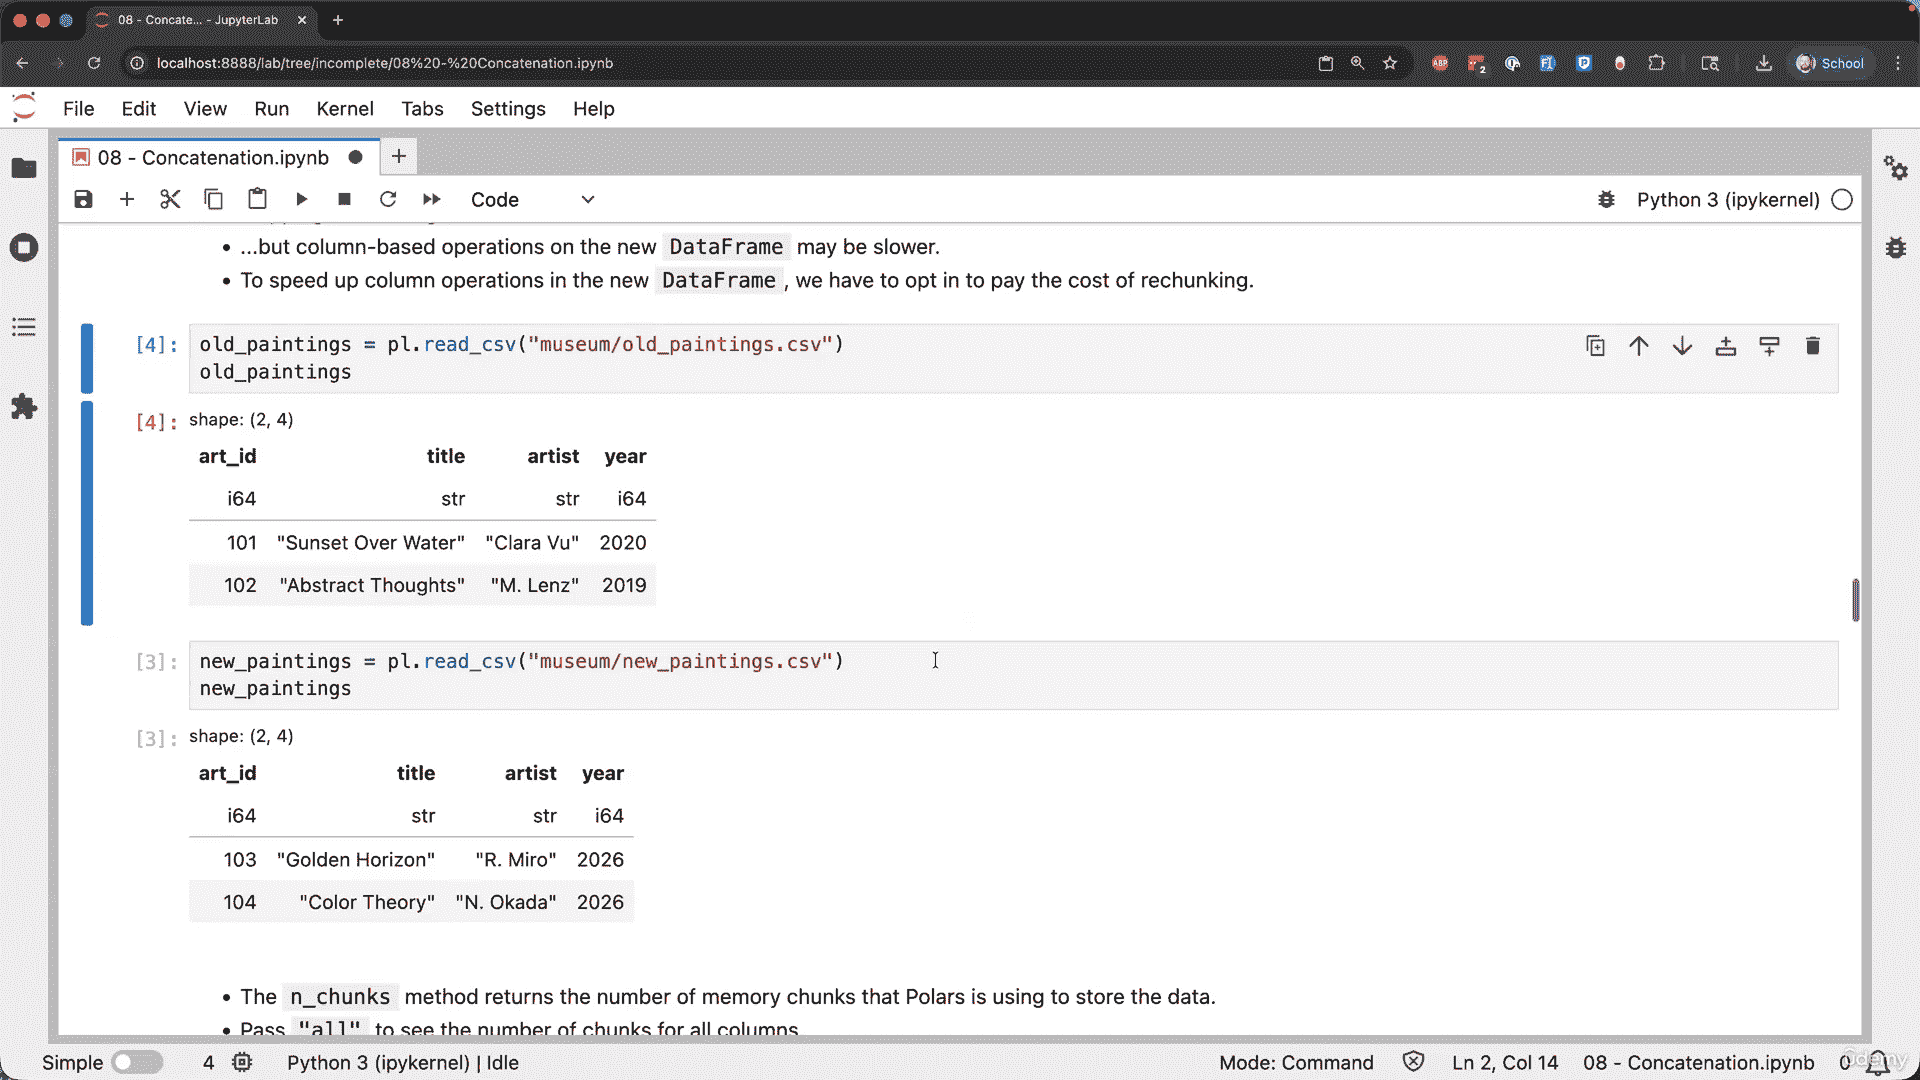 08 - Concate... - JupyterLab
localhost:8888/lab/tree/incomplete/08%20-%20Concatenation.ipynb
ABP
2
School
File Edit View Run Kernel Tabs Settings Help
08 - Concatenation.ipynb
Code
Python 3 (ipykernel)
...but column-based operations on the new DataFrame may be slower.
To speed up column operations in the new DataFrame , we have to opt in to pay the cost of rechunking.
[4]: old_paintings = pl.read_csv("museum/old_paintings.csv")
old_paintings
[4]: shape: (2, 4)
art_id title artist year
i64 str str i64
101 "Sunset Over Water" "Clara Vu" 2020
102 "Abstract Thoughts" "M. Lenz" 2019
[3]: new_paintings = pl.read_csv("museum/new_paintings.csv")
new_paintings
[3]: shape: (2, 4)
art_id title artist year
i64 str str i64
103 "Golden Horizon" "R. Miro" 2026
104 "Color Theory" "N. Okada" 2026
The n_chunks method returns the number of memory chunks that Polars is using to store the data.
Pass "all" to see the number of chunks for all columns.
Simple 4 Python 3 (ipykernel) | Idle Mode: Command Ln 2, Col 14 08 - Concatenation.ipynb 0
Udemy